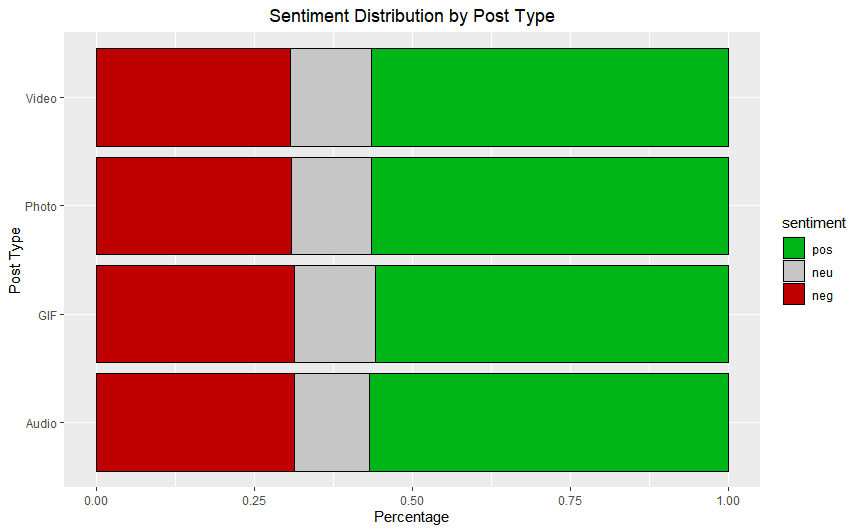 Sentiment Distribution by Post Type
Post Type
Video
Photo
GIF
Audio
0.00 0.25 0.50 0.75 1.00
Percentage
sentiment
pos
neu
neg